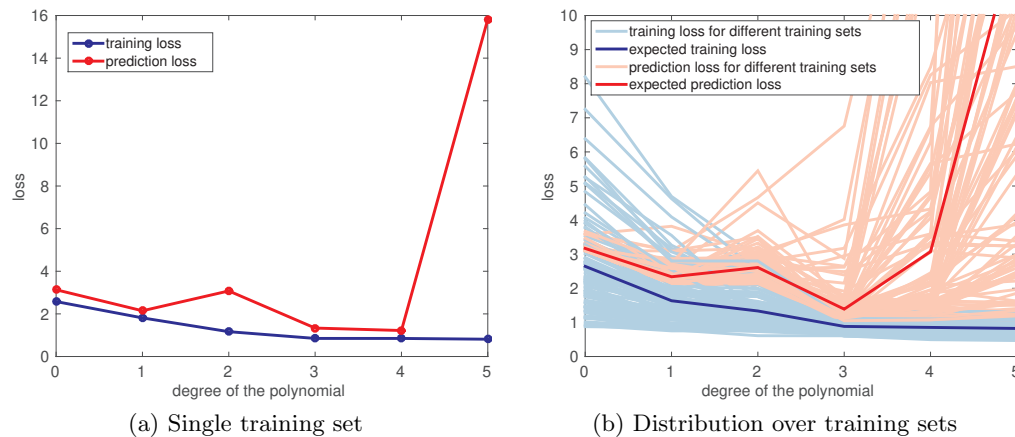 16
14
12
10
8
6
4
2
0
loss
training loss
prediction loss
0 1 2 3 4 5
degree of the polynomial
(a) Single training set
10
9
8
7
6
5
4
3
2
1
0
loss
training loss for different training sets
expected training loss
prediction loss for different training sets
expected prediction loss
0 1 2 3 4 5
degree of the polynomial
(b) Distribution over training sets